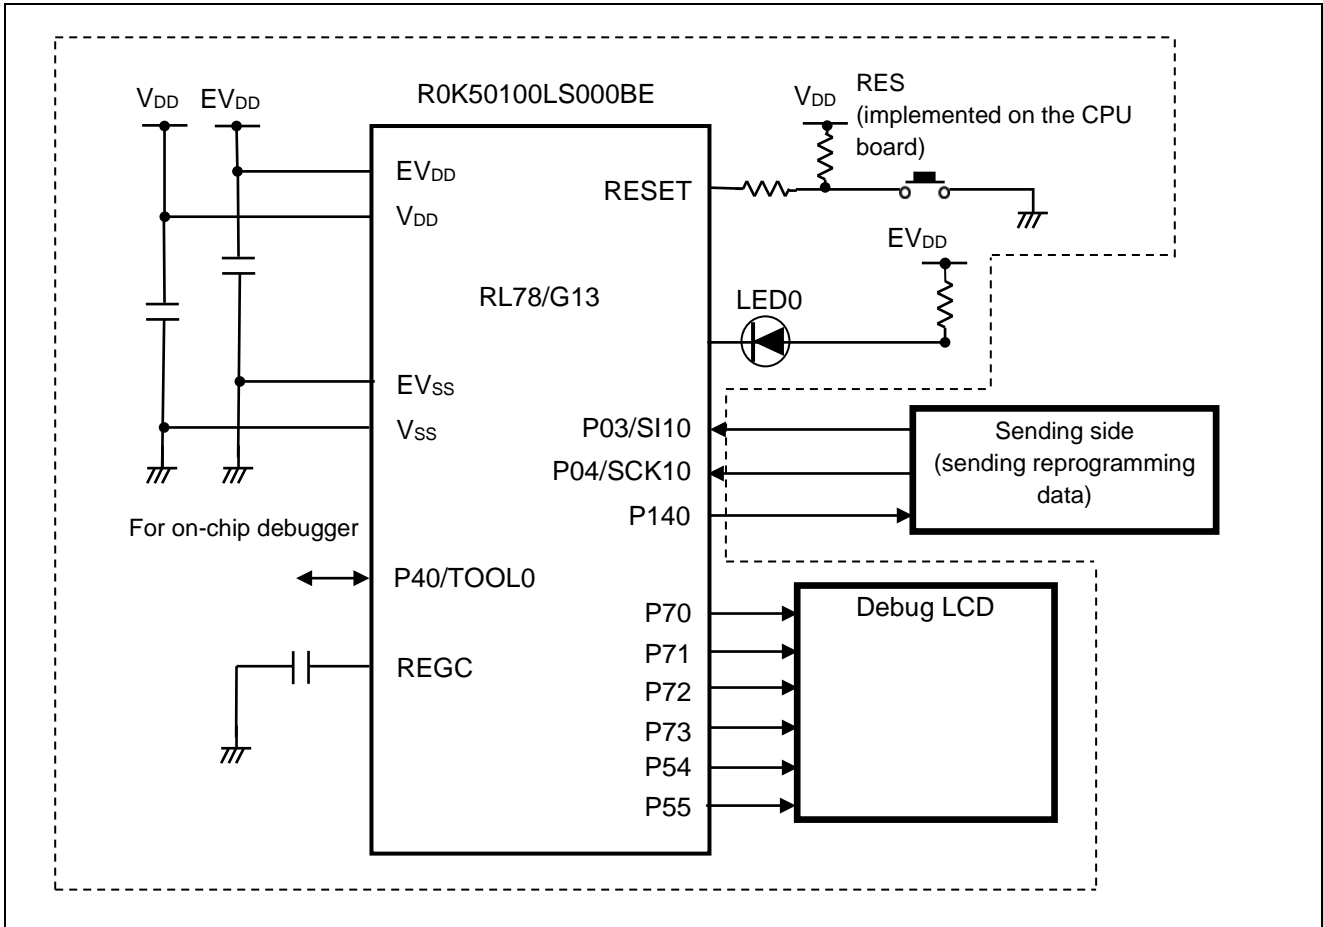 R0K50100LS000BE
VDD
EVDD
EVDD
VDD
RL78/G13
EVSS
VSS
For on-chip debugger
P40/TOOL0
REGC
RESET
VDD
RES
(implemented on the CPU
board)
EVDD
LED0
P03/SI10
P04/SCK10
P140
Sending side
(sending reprogramming
data)
P70
P71
P72
P73
P54
P55
Debug LCD